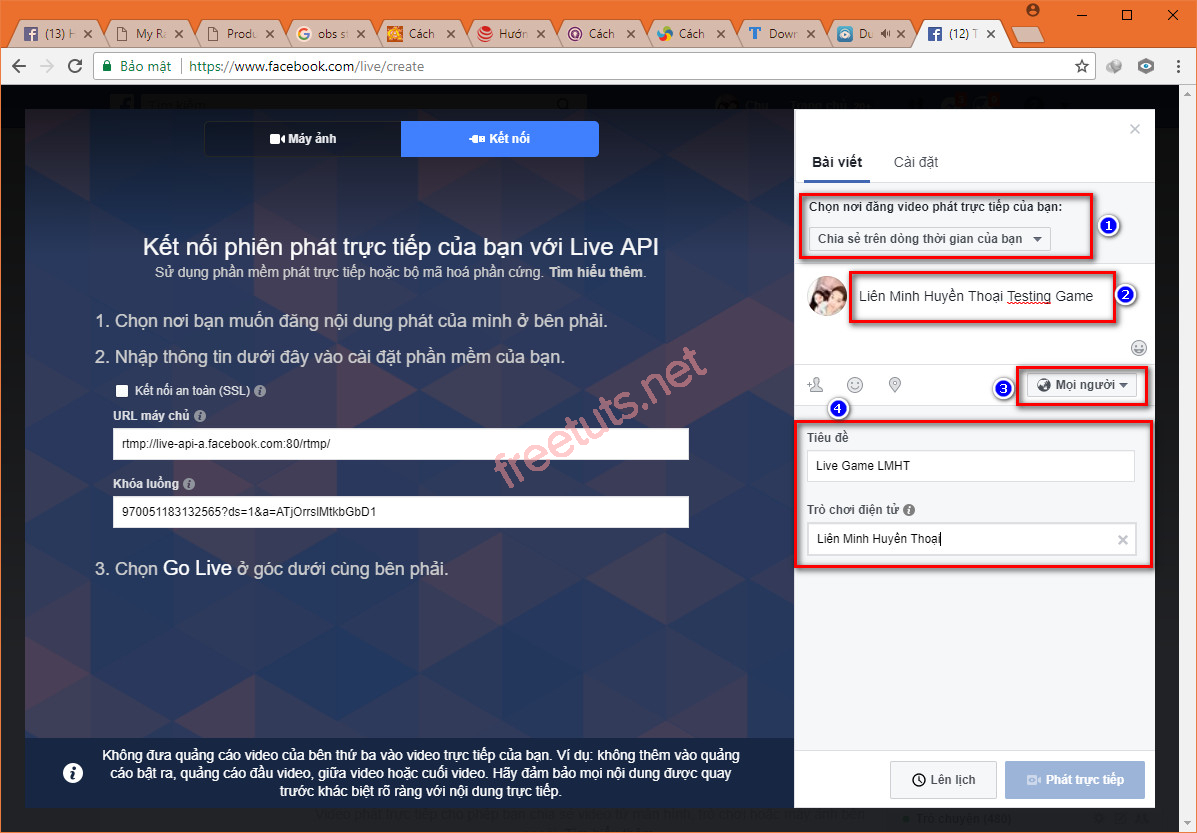 (13) H
My Ra
Produ
obs st
Cách
Hướn
Cách
Cách
Down
Du
(12) T
Bảo mật
https://www.facebook.com/live/create
Máy ảnh
Kết nối
Kết nối phiên phát trực tiếp của bạn với Live API
Sử dụng phần mềm phát trực tiếp hoặc bộ mã hoá phần cứng. Tìm hiểu thêm.
1. Chọn nơi bạn muốn đăng nội dung phát của mình ở bên phải.
2. Nhập thông tin dưới đây vào cài đặt phần mềm của bạn.
Kết nối an toàn (SSL)
URL máy chủ
rtmp://live-api-a.facebook.com:80/rtmp/
Khóa luồng
970051183132565?ds=1&a=ATjOrrslMtkbGbD1
3. Chọn Go Live ở góc dưới cùng bên phải.
freetuts.net
Không đưa quảng cáo video của bên thứ ba vào video trực tiếp của bạn. Ví dụ: không thêm vào quảng
cáo bật ra, quảng cáo đầu video, giữa video hoặc cuối video. Hãy đảm bảo mọi nội dung được quay
trước khác biệt rõ ràng với nội dung trực tiếp.
Bài viết
Cài đặt
Chọn nơi đăng video phát trực tiếp của bạn:
Chia sẻ trên dòng thời gian của bạn
1
Liên Minh Huyền Thoại Testing Game
2
3
Mọi người
4
Tiêu đề
Live Game LMHT
Trò chơi điện tử
Liên Minh Huyền Thoại
Lên lịch
Phát trực tiếp